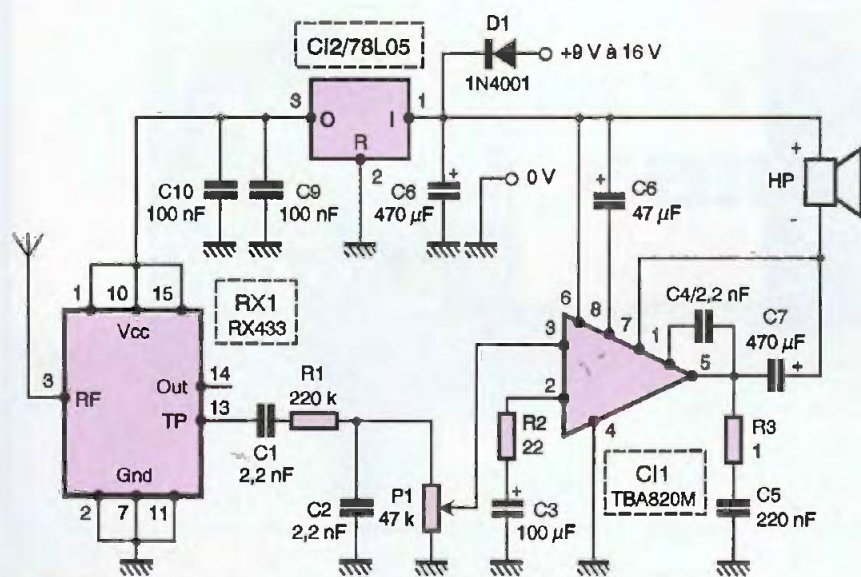 CI2/78L05
D1
+9 V à 16 V
1N4001
3
O
I
1
R
2
C10
100 nF
C9
100 nF
C6
470 µF
0 V
C6
47 µF
+
HP
-
1
10
15
Vcc
RX1
RX433
3
RF
Out
14
TP
13
Gnd
2
7
11
C1
2,2 nF
R1
220 k
C2
2,2 nF
P1
47 k
6
8
7
1
3
2
5
4
C4/2,2 nF
C7
470 µF
R2
22
+
C3
100 µF
CI1
TBA820M
R3
1
C5
220 nF